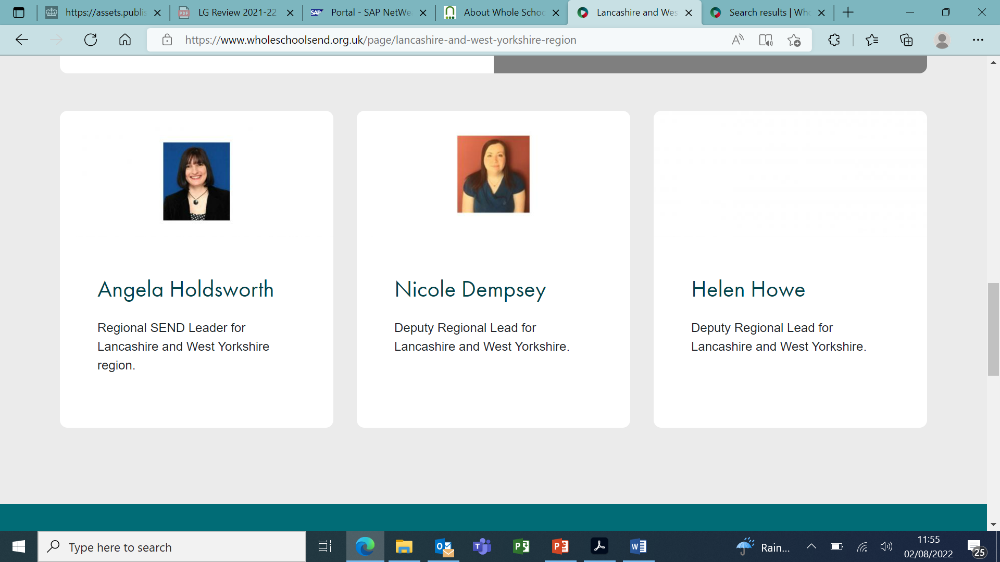 https://assets.publis
LG Review 2021-22
SAP Portal - SAP NetWe
About Whole Schoo
Lancashire and Wes
Search results | Who
https://www.wholeschoolsend.org.uk/page/lancashire-and-west-yorkshire-region
Angela Holdsworth
Regional SEND Leader for
Lancashire and West Yorkshire
region.
Nicole Dempsey
Deputy Regional Lead for
Lancashire and West Yorkshire.
Helen Howe
Deputy Regional Lead for
Lancashire and West Yorkshire.
Type here to search
Rain...
11:55
02/08/2022
25